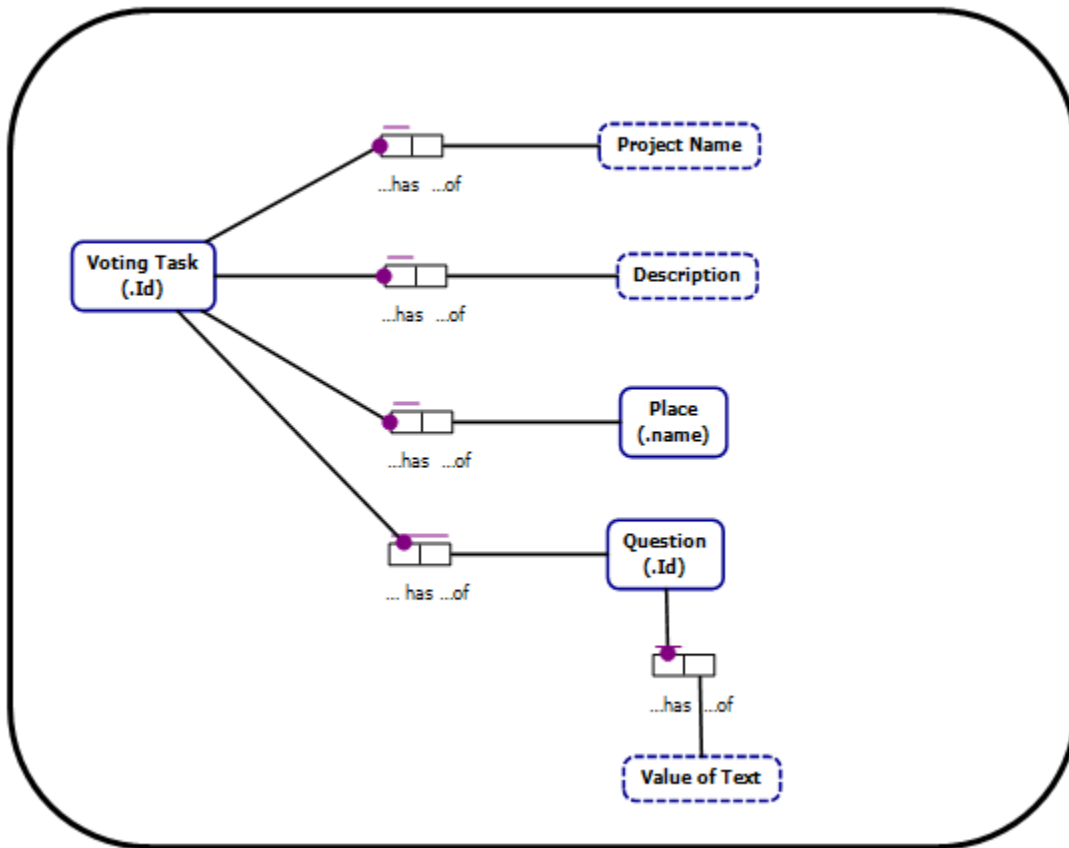 Project Name
...has ...of
Voting Task
(.Id)
Description
...has ...of
Place
(.name)
...has ...of
Question
(.Id)
... has ...of
...has ...of
Value of Text